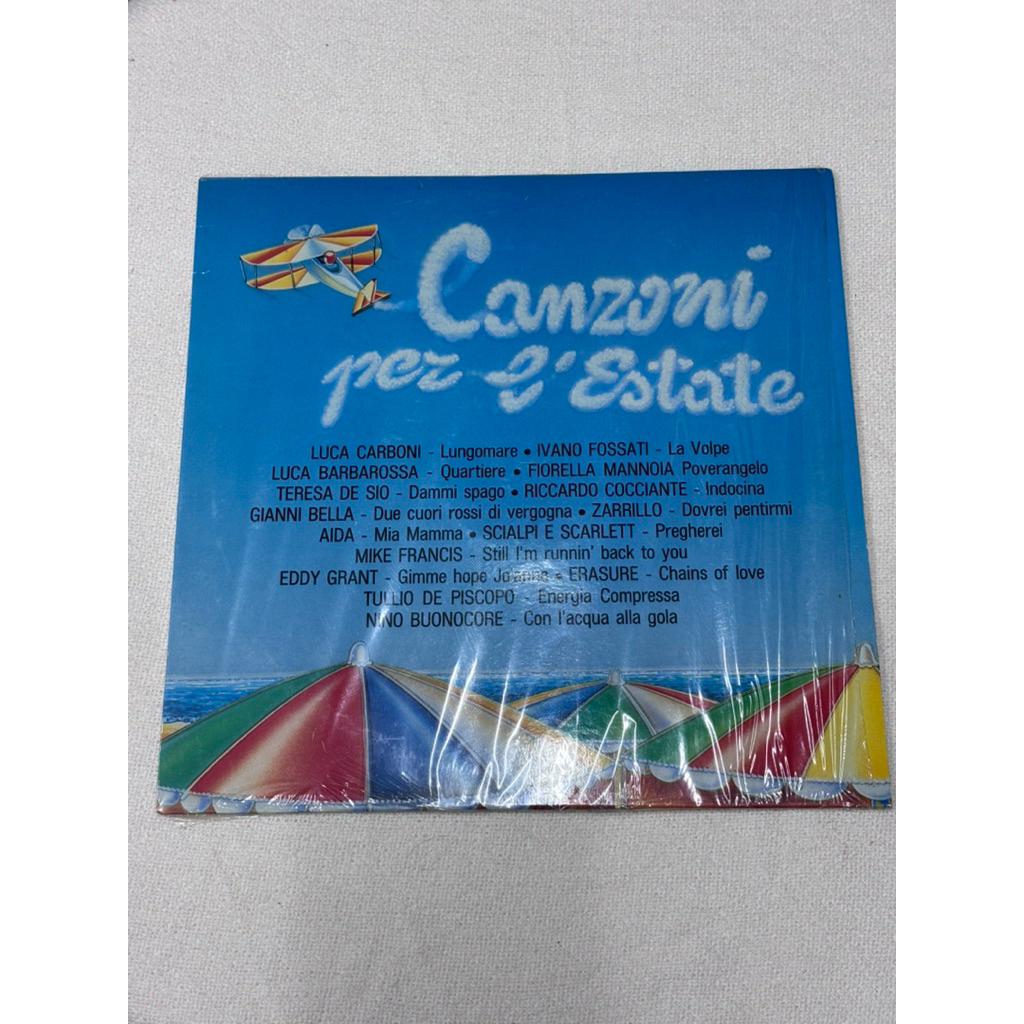 Canzoni
per l'Estate
LUCA CARBONI - Lungomare • IVANO FOSSATI - La Volpe
LUCA BARBAROSSA - Quartiere • FIORELLA MANNOIA Poverangelo
TERESA DE SIO - Dammi spago • RICCARDO COCCIANTE - Indocina
GIANNI BELLA - Due cuori rossi di vergogna • ZARRILLO - Dovrei pentirmi
AIDA - Mia Mamma • SCIALPI E SCARLETT - Pregherei
MIKE FRANCIS - Still I'm runnin' back to you
EDDY GRANT - Gimme hope Jo'anna • ERASURE - Chains of love
TULLIO DE PISCOPO - Energia Compressa
NINO BUONOCORE - Con l'acqua alla gola